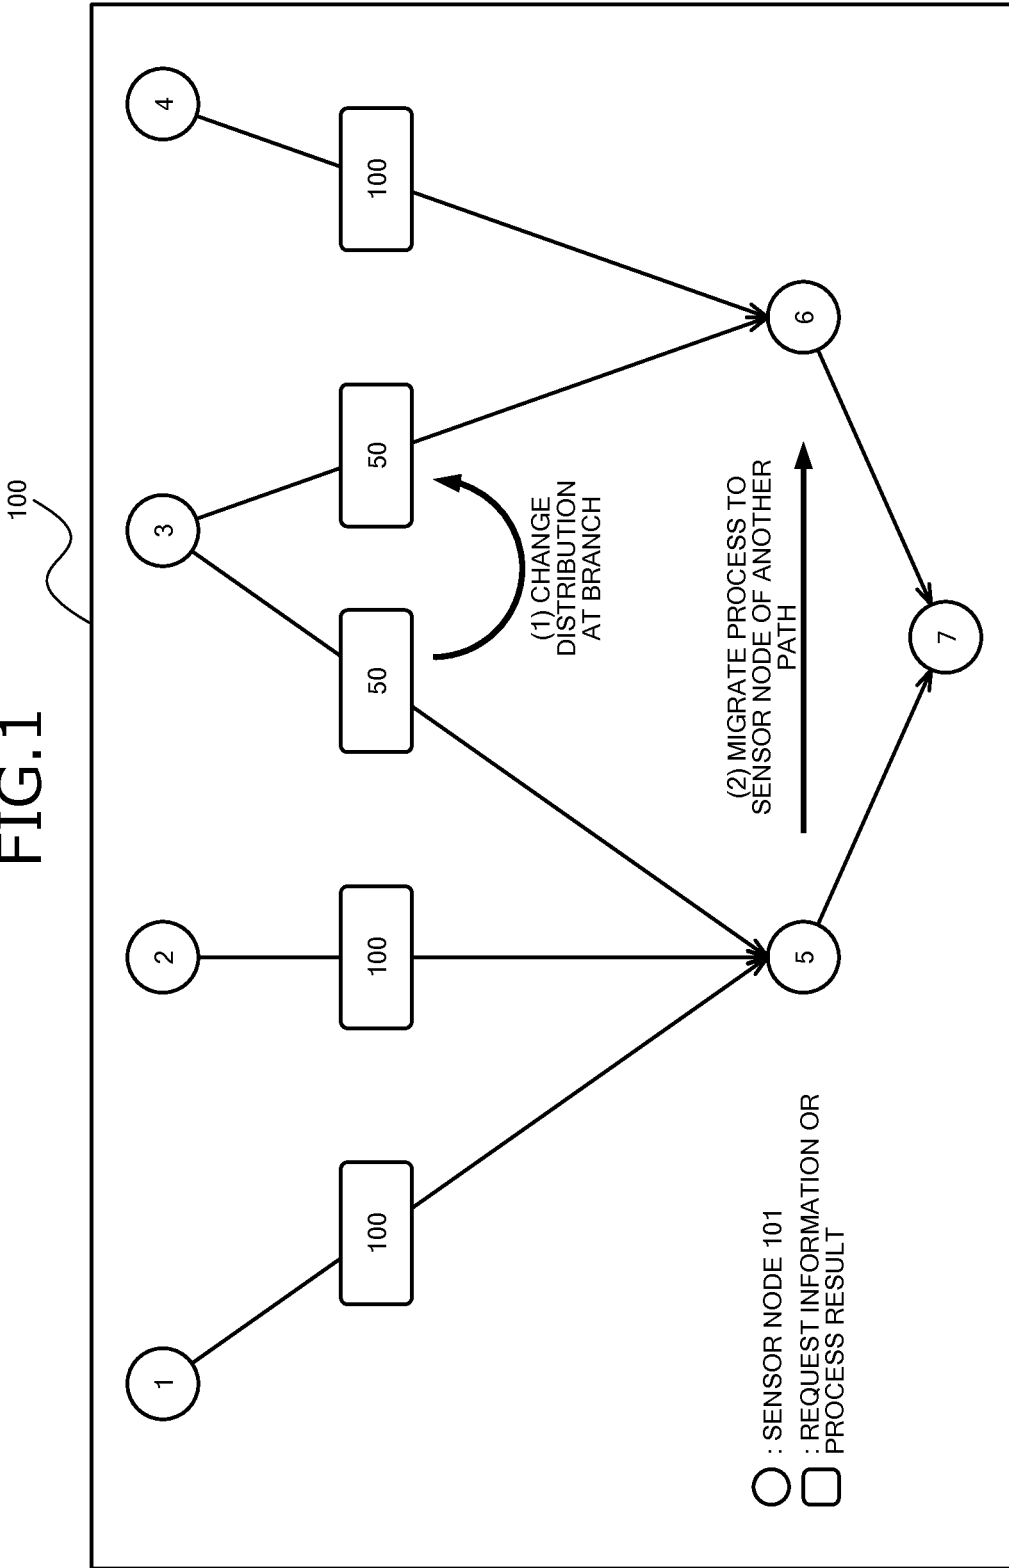 FIG.1
100
1
2
3
4
100
100
50
50
100
(1) CHANGE
DISTRIBUTION
AT BRANCH
(2) MIGRATE PROCESS TO
SENSOR NODE OF ANOTHER
PATH
5
6
7
: SENSOR NODE 101
: REQUEST INFORMATION OR
PROCESS RESULT